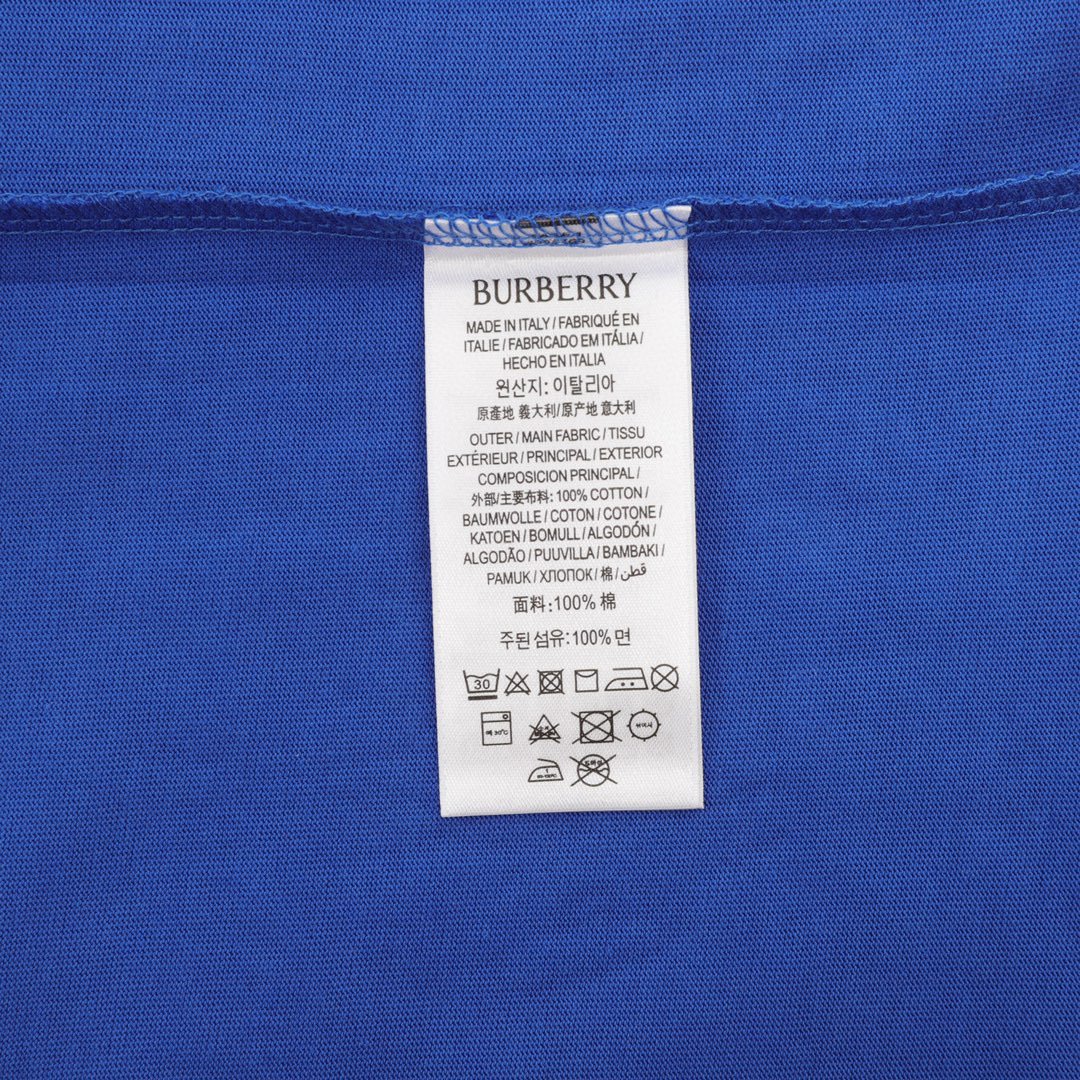 BURBERRY
MADE IN ITALY / FABRIQUÉ EN
ITALIE / FABRICADO EM ITÁLIA /
HECHO EN ITALIA
원산지: 이탈리아
原產地 義大利/原产地 意大利
OUTER / MAIN FABRIC / TISSU
EXTÉRIEUR / PRINCIPAL / EXTERIOR
COMPOSICION PRINCIPAL /
外部/主要布料: 100% COTTON /
BAUMWOLLE / COTON / COTONE /
KATOEN / BOMULL / ALGODÓN /
ALGODÃO / PUUVILLA / BAMBAKI /
PAMUK / ХЛОПОК / 棉 / قطن
面料:100% 棉
주된 섬유:100% 면
30